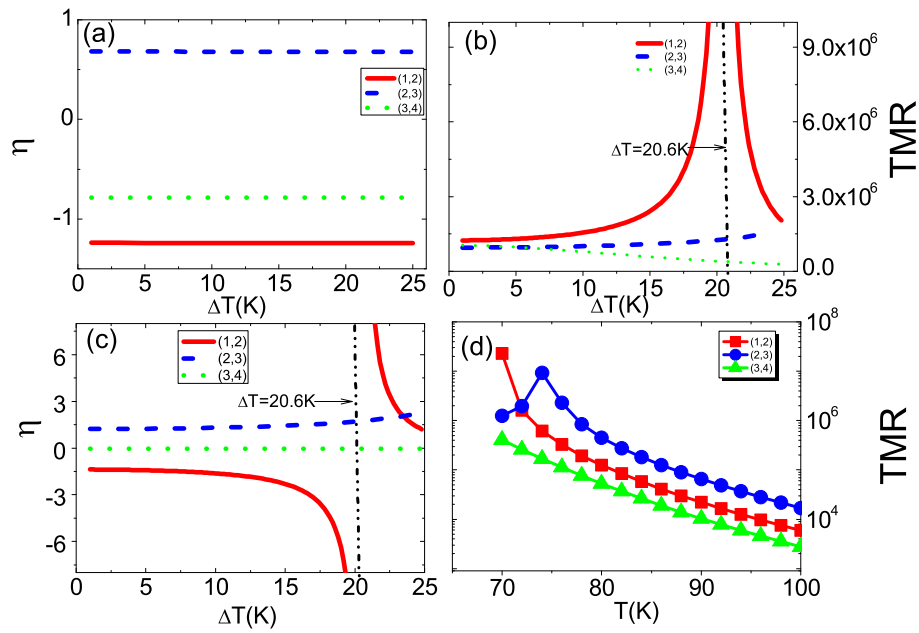 (a)
1
0
-1
η
(1,2)
(2,3)
(3,4)
0 5 10 15 20 25
ΔT(K)
(b)
(1,2)
(2,3)
(3,4)
ΔT=20.6K
9.0x10^6
6.0x10^6
3.0x10^6
0.0
TMR
0 5 10 15 20 25
ΔT(K)
(c)
(1,2)
(2,3)
(3,4)
ΔT=20.6K
6
3
0
-3
-6
η
0 5 10 15 20 25
ΔT(K)
(d)
(1,2)
(2,3)
(3,4)
10^8
10^6
10^4
TMR
70 80 90 100
T(K)